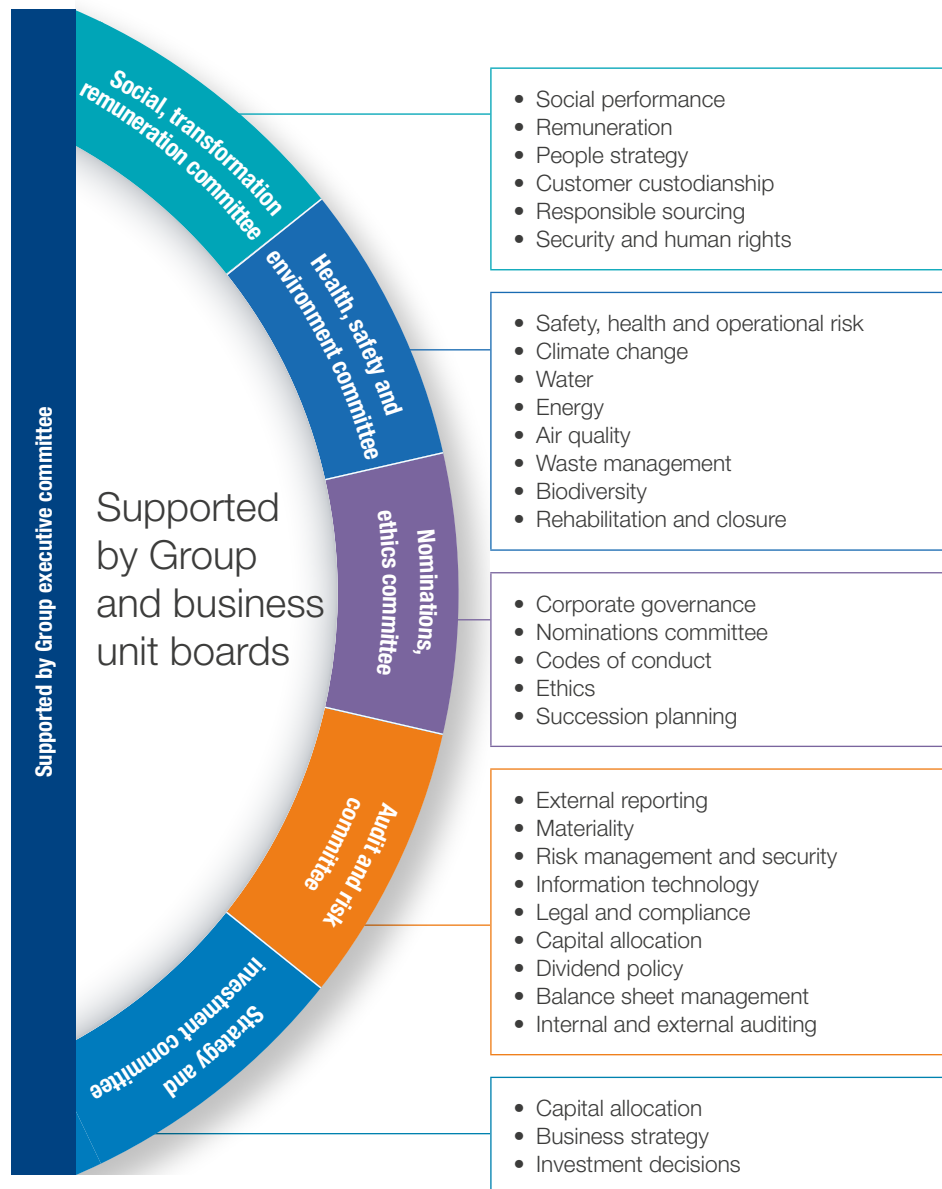 Supported by Group executive committee
Supported
by Group
and business
unit boards
Social, transformation
remuneration committee
• Social performance
• Remuneration
• People strategy
• Customer custodianship
• Responsible sourcing
• Security and human rights
Health, safety and
environment committee
• Safety, health and operational risk
• Climate change
• Water
• Energy
• Air quality
• Waste management
• Biodiversity
• Rehabilitation and closure
Nominations,
ethics committee
• Corporate governance
• Nominations committee
• Codes of conduct
• Ethics
• Succession planning
Audit and risk
committee
• External reporting
• Materiality
• Risk management and security
• Information technology
• Legal and compliance
• Capital allocation
• Dividend policy
• Balance sheet management
• Internal and external auditing
Strategy and
investment committee
• Capital allocation
• Business strategy
• Investment decisions